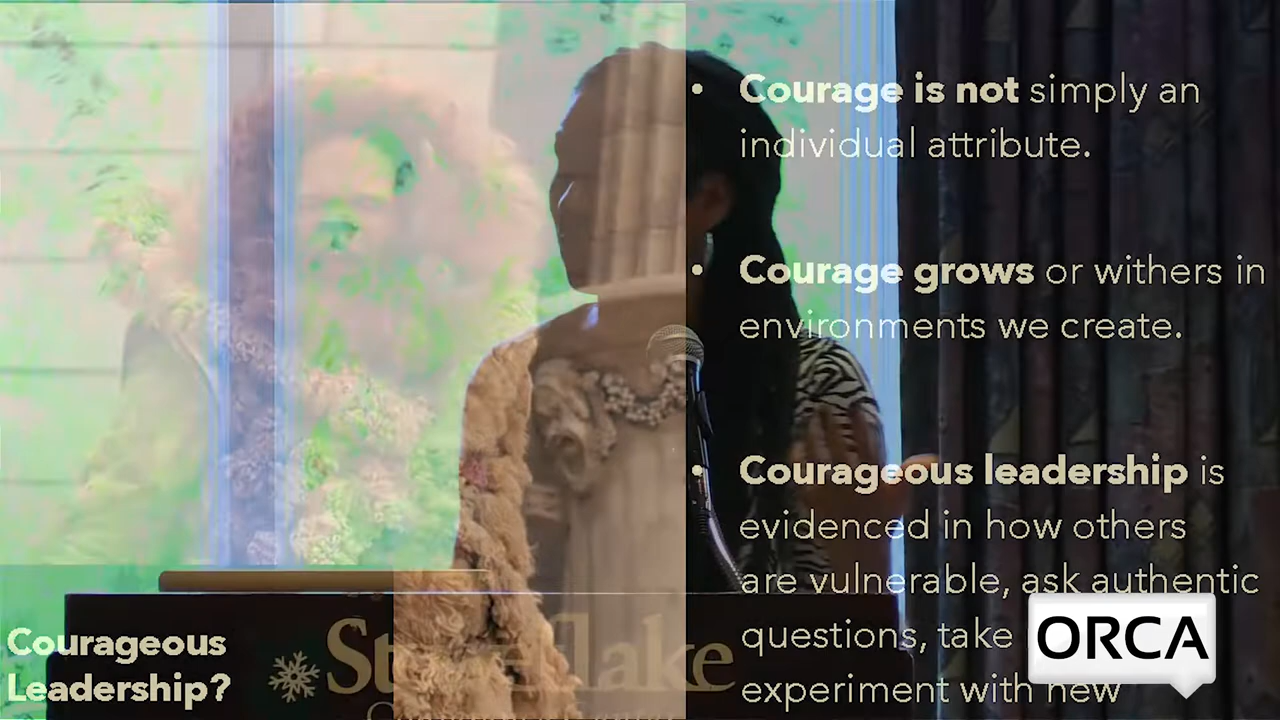 Courage is not simply an
individual attribute.
Courage grows or withers in
environments we create.
Courageous leadership is
evidenced in how others
are vulnerable, ask authentic
questions, take
experiment with new
Courageous
Leadership?
ORCA